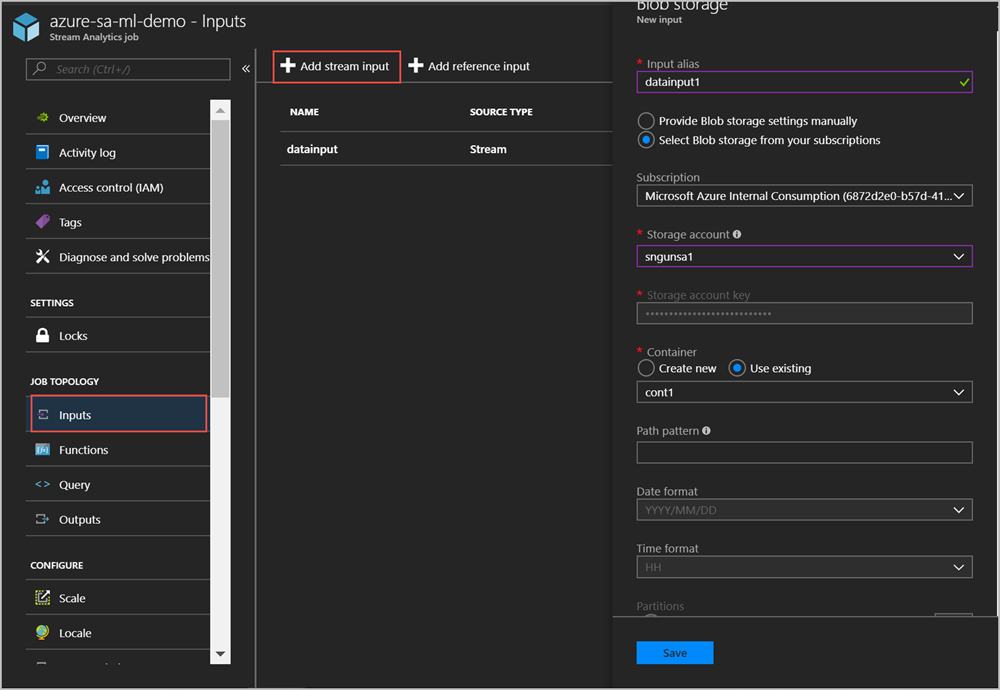 azure-sa-ml-demo - Inputs
Stream Analytics job
Search (Ctrl+/)
«
Overview
Activity log
Access control (IAM)
Tags
Diagnose and solve problems
SETTINGS
Locks
JOB TOPOLOGY
Inputs
Functions
Query
Outputs
CONFIGURE
Scale
Locale
Add stream input
Add reference input
NAME SOURCE TYPE
datainput Stream
Blob storage
New input
* Input alias
datainput1
Provide Blob storage settings manually
Select Blob storage from your subscriptions
Subscription
Microsoft Azure Internal Consumption (6872d2e0-b57d-41...
* Storage account
sngunsa1
* Storage account key
* Container
Create new Use existing
cont1
Path pattern
Date format
YYYY/MM/DD
Time format
HH
Partitions
Save